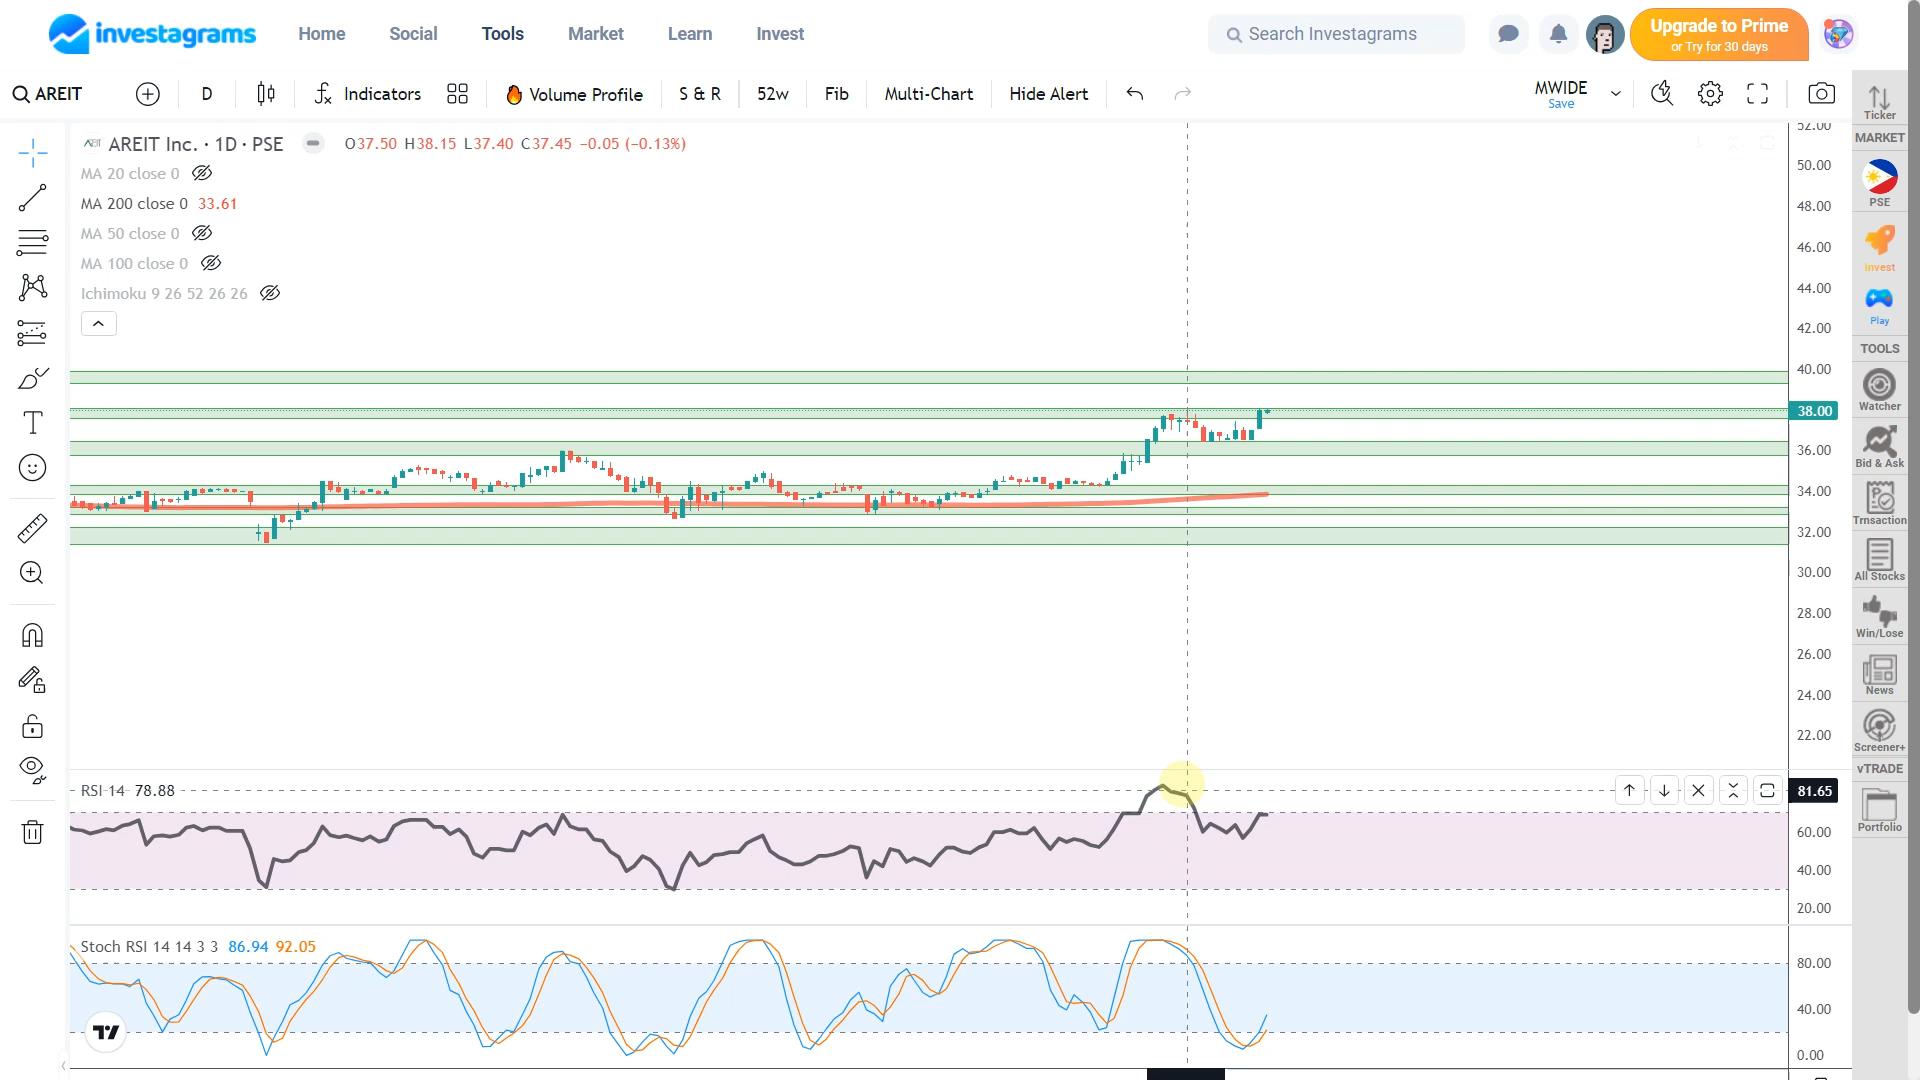 investagrams Home Social Tools Market Learn Invest Search Investagrams Upgrade to Prime
or Try for 30 days
AREIT D Indicators Volume Profile S & R 52w Fib Multi-Chart Hide Alert MWIDE
Save
AREIT Inc. · 1D · PSE O37.50 H38.15 L37.40 C37.45 −0.05 (−0.13%)
MA 20 close 0
MA 200 close 0 33.61
MA 50 close 0
MA 100 close 0
Ichimoku 9 26 52 26 26
52.00
50.00
48.00
46.00
44.00
42.00
40.00
38.00
36.00
34.00
32.00
30.00
28.00
26.00
24.00
22.00
RSI 14 78.88
81.65
60.00
40.00
20.00
Stoch RSI 14 14 3 3 86.94 92.05
80.00
40.00
0.00
Ticker
MARKET
PSE
Invest
Play
TOOLS
Watcher
Bid & Ask
Trnsaction
All Stocks
Win/Lose
News
Screener+
vTRADE
Portfolio